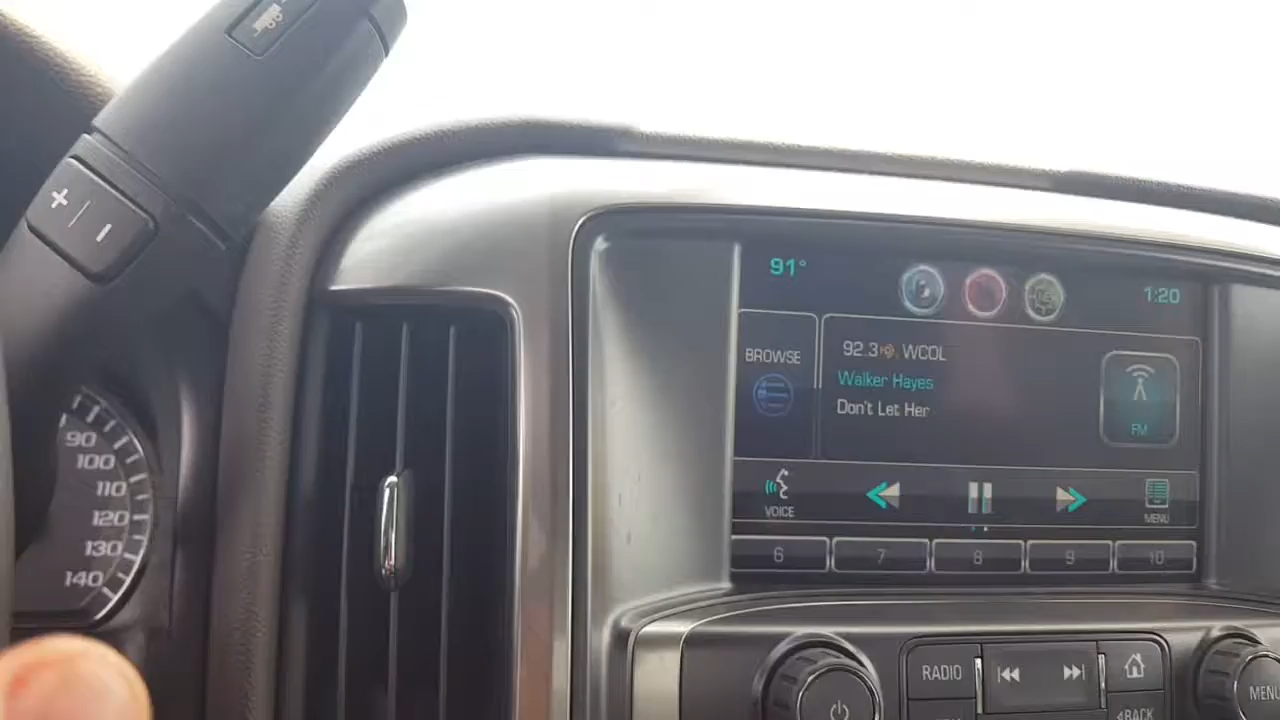 + -
90
100
110
120
130
140
91°
1:20
BROWSE
92.3 HD WCOL
Walker Hayes
Don't Let Her
FM
VOICE
MENU
6 7 8 9 10
RADIO
MENU
BACK